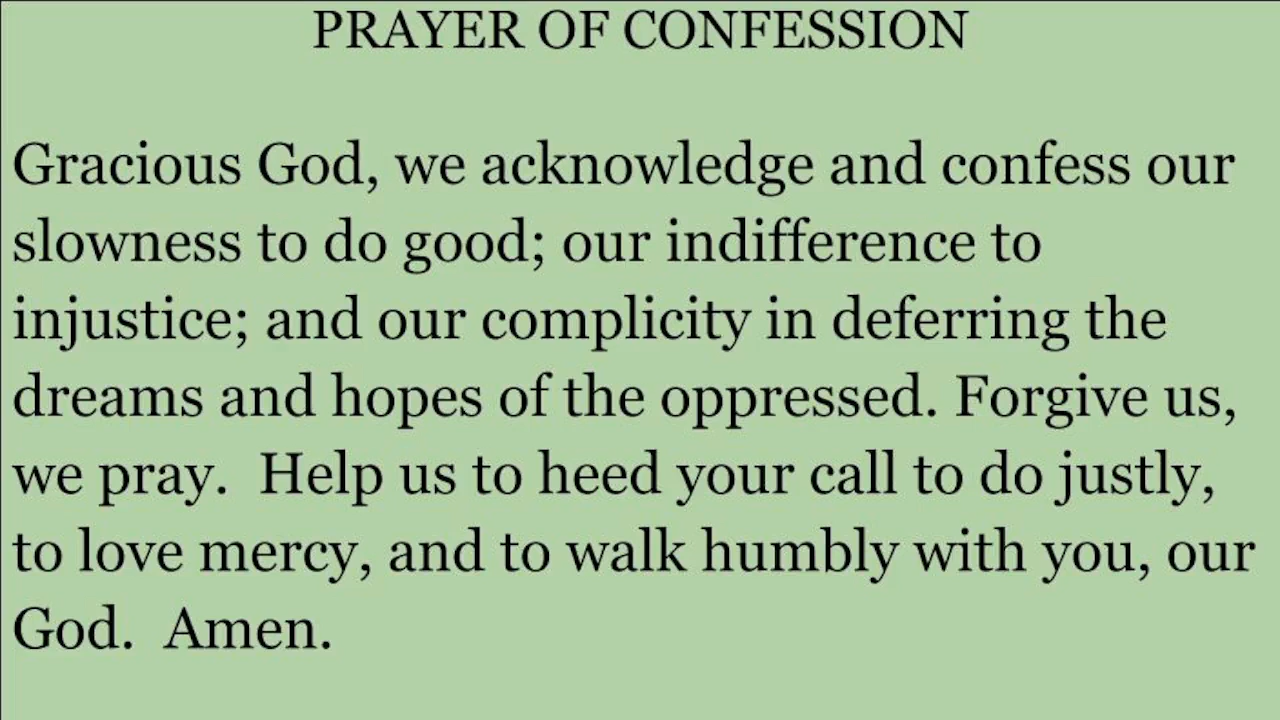 PRAYER OF CONFESSION
Gracious God, we acknowledge and confess our
slowness to do good; our indifference to
injustice; and our complicity in deferring the
dreams and hopes of the oppressed. Forgive us,
we pray.  Help us to heed your call to do justly,
to love mercy, and to walk humbly with you, our
God.  Amen.